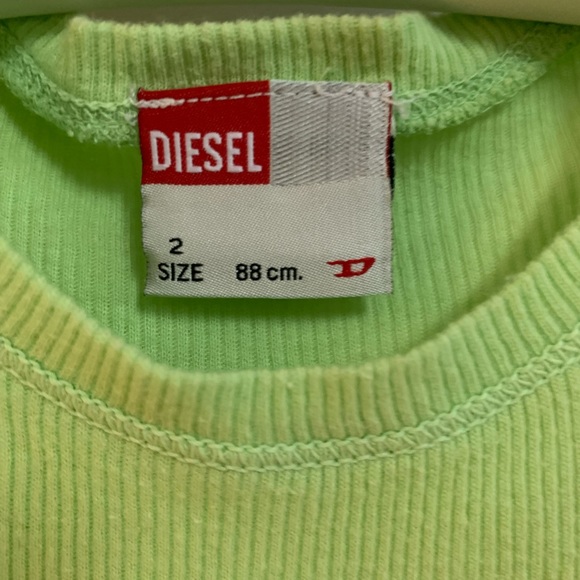 DIESEL
2
SIZE 88 cm.
D